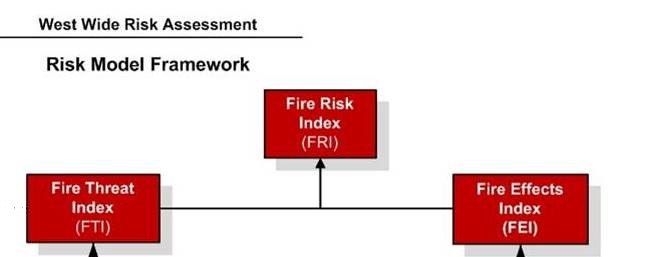 West Wide Risk Assessment
Risk Model Framework
Fire Risk
Index
(FRI)
Fire Threat
Index
(FTI)
Fire Effects
Index
(FEI)